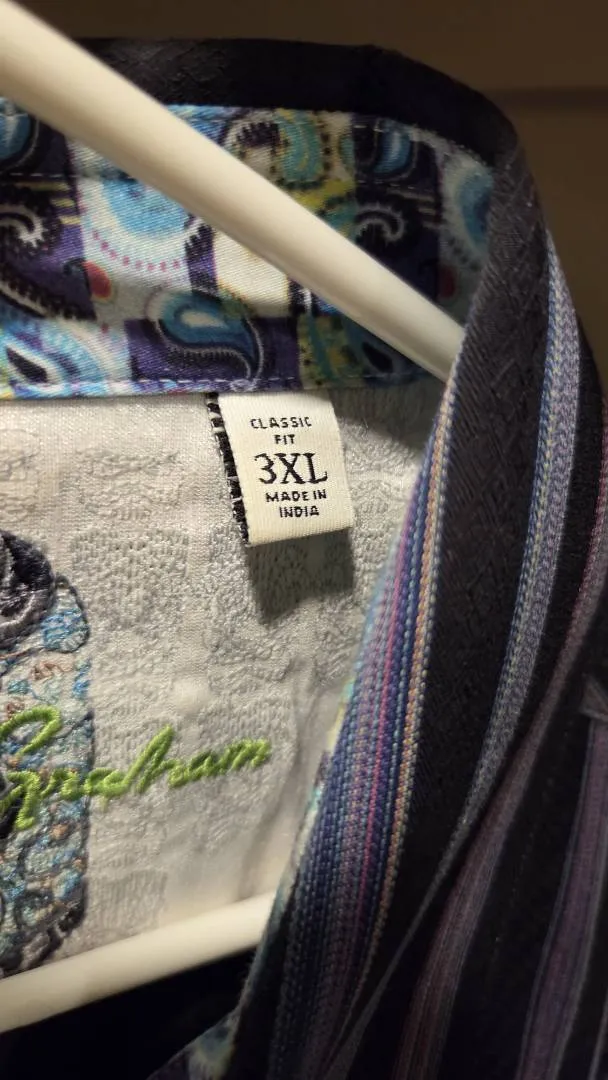 CLASSIC
FIT
3XL
MADE IN
INDIA
Graham